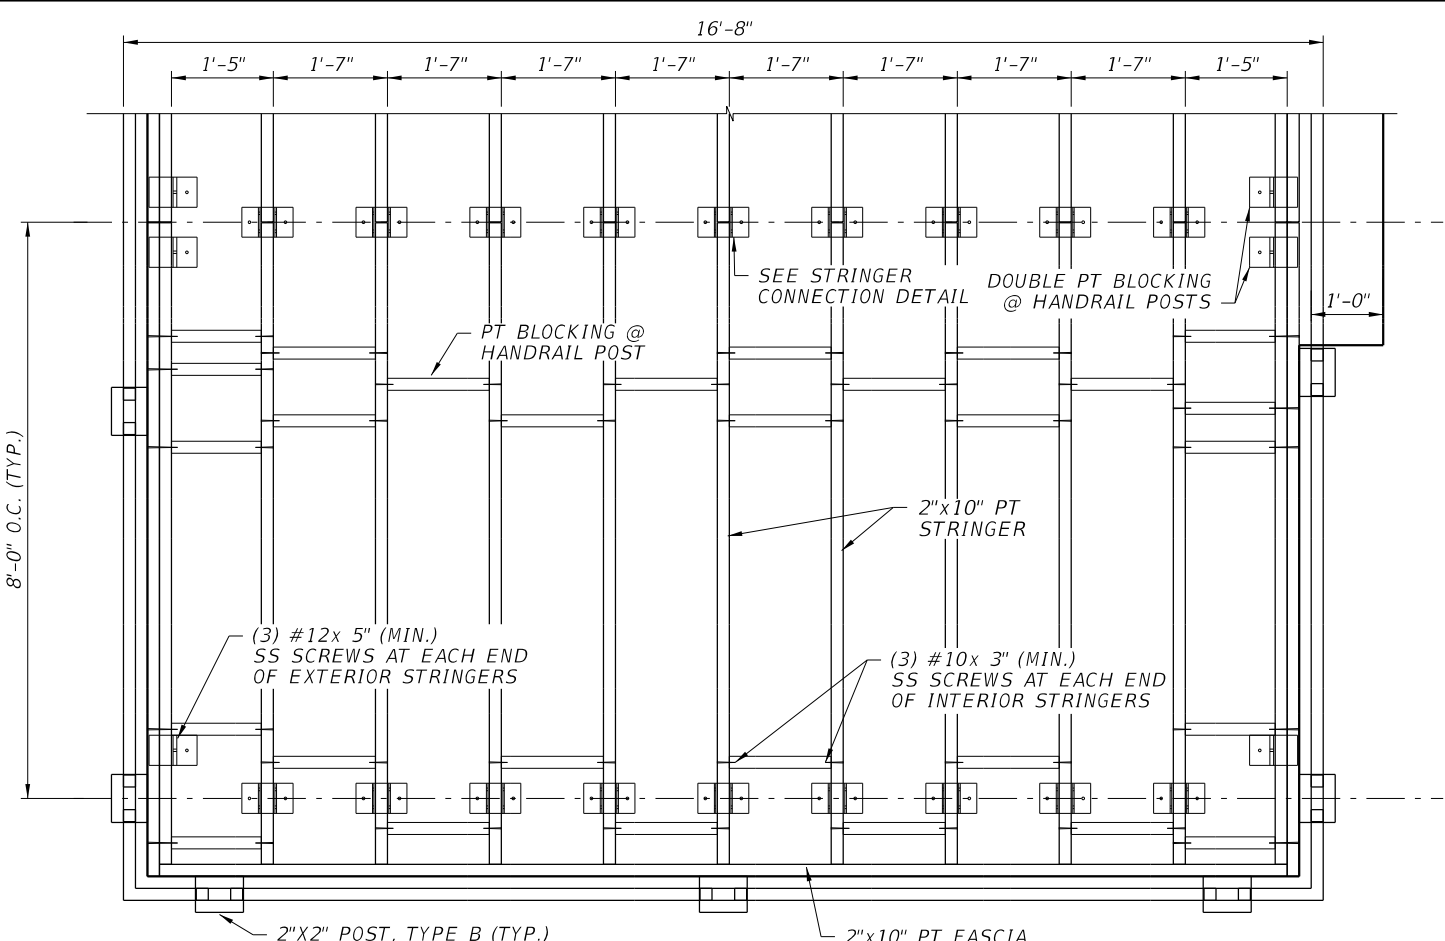 16'-8"
1'-5" 1'-7" 1'-7" 1'-7" 1'-7" 1'-7" 1'-7" 1'-7" 1'-7" 1'-5"
SEE STRINGER
CONNECTION DETAIL
DOUBLE PT BLOCKING
@ HANDRAIL POSTS
1'-0"
PT BLOCKING @
HANDRAIL POST
8'-0" O.C. (TYP.)
2"x10" PT
STRINGER
(3) #12x 5" (MIN.)
SS SCREWS AT EACH END
OF EXTERIOR STRINGERS
(3) #10x 3" (MIN.)
SS SCREWS AT EACH END
OF INTERIOR STRINGERS
2"X2" POST, TYPE B (TYP.)
2"x10" PT FASCIA